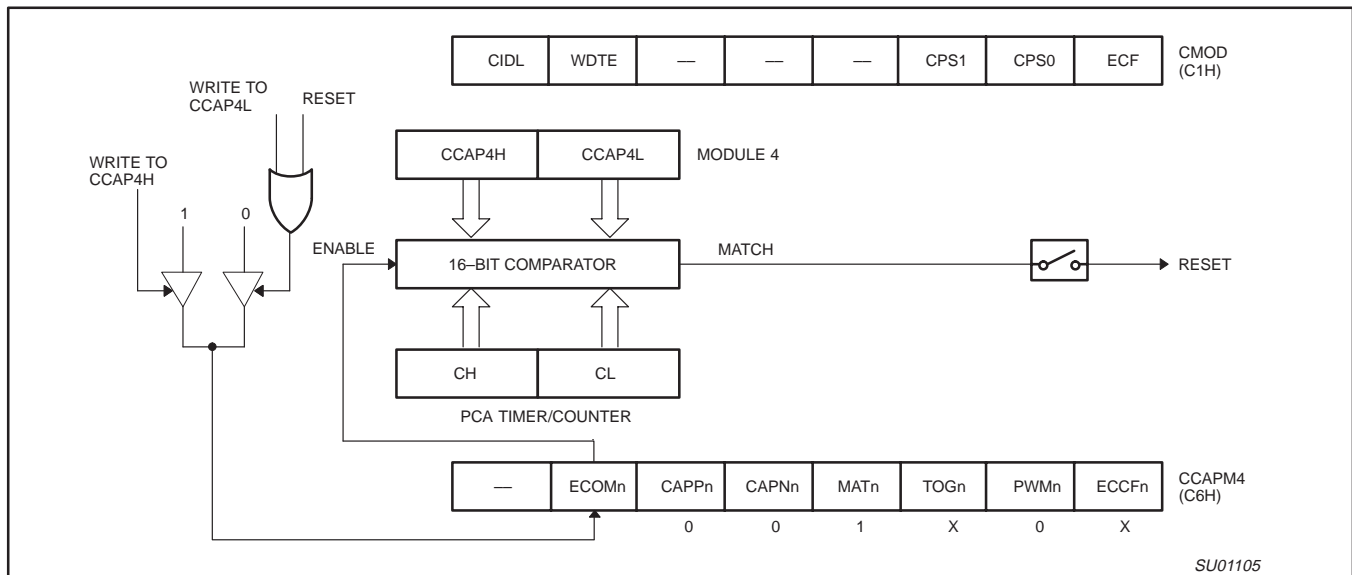 CIDL WDTE — — — CPS1 CPS0 ECF
CMOD
(C1H)
WRITE TO
CCAP4L
RESET
WRITE TO
CCAP4H
CCAP4H CCAP4L
MODULE 4
1 0
ENABLE
16–BIT COMPARATOR
MATCH
RESET
CH CL
PCA TIMER/COUNTER
— ECOMn CAPPn CAPNn MATn TOGn PWMn ECCFn
CCAPM4
(C6H)
0 0 1 X 0 X
SU01105